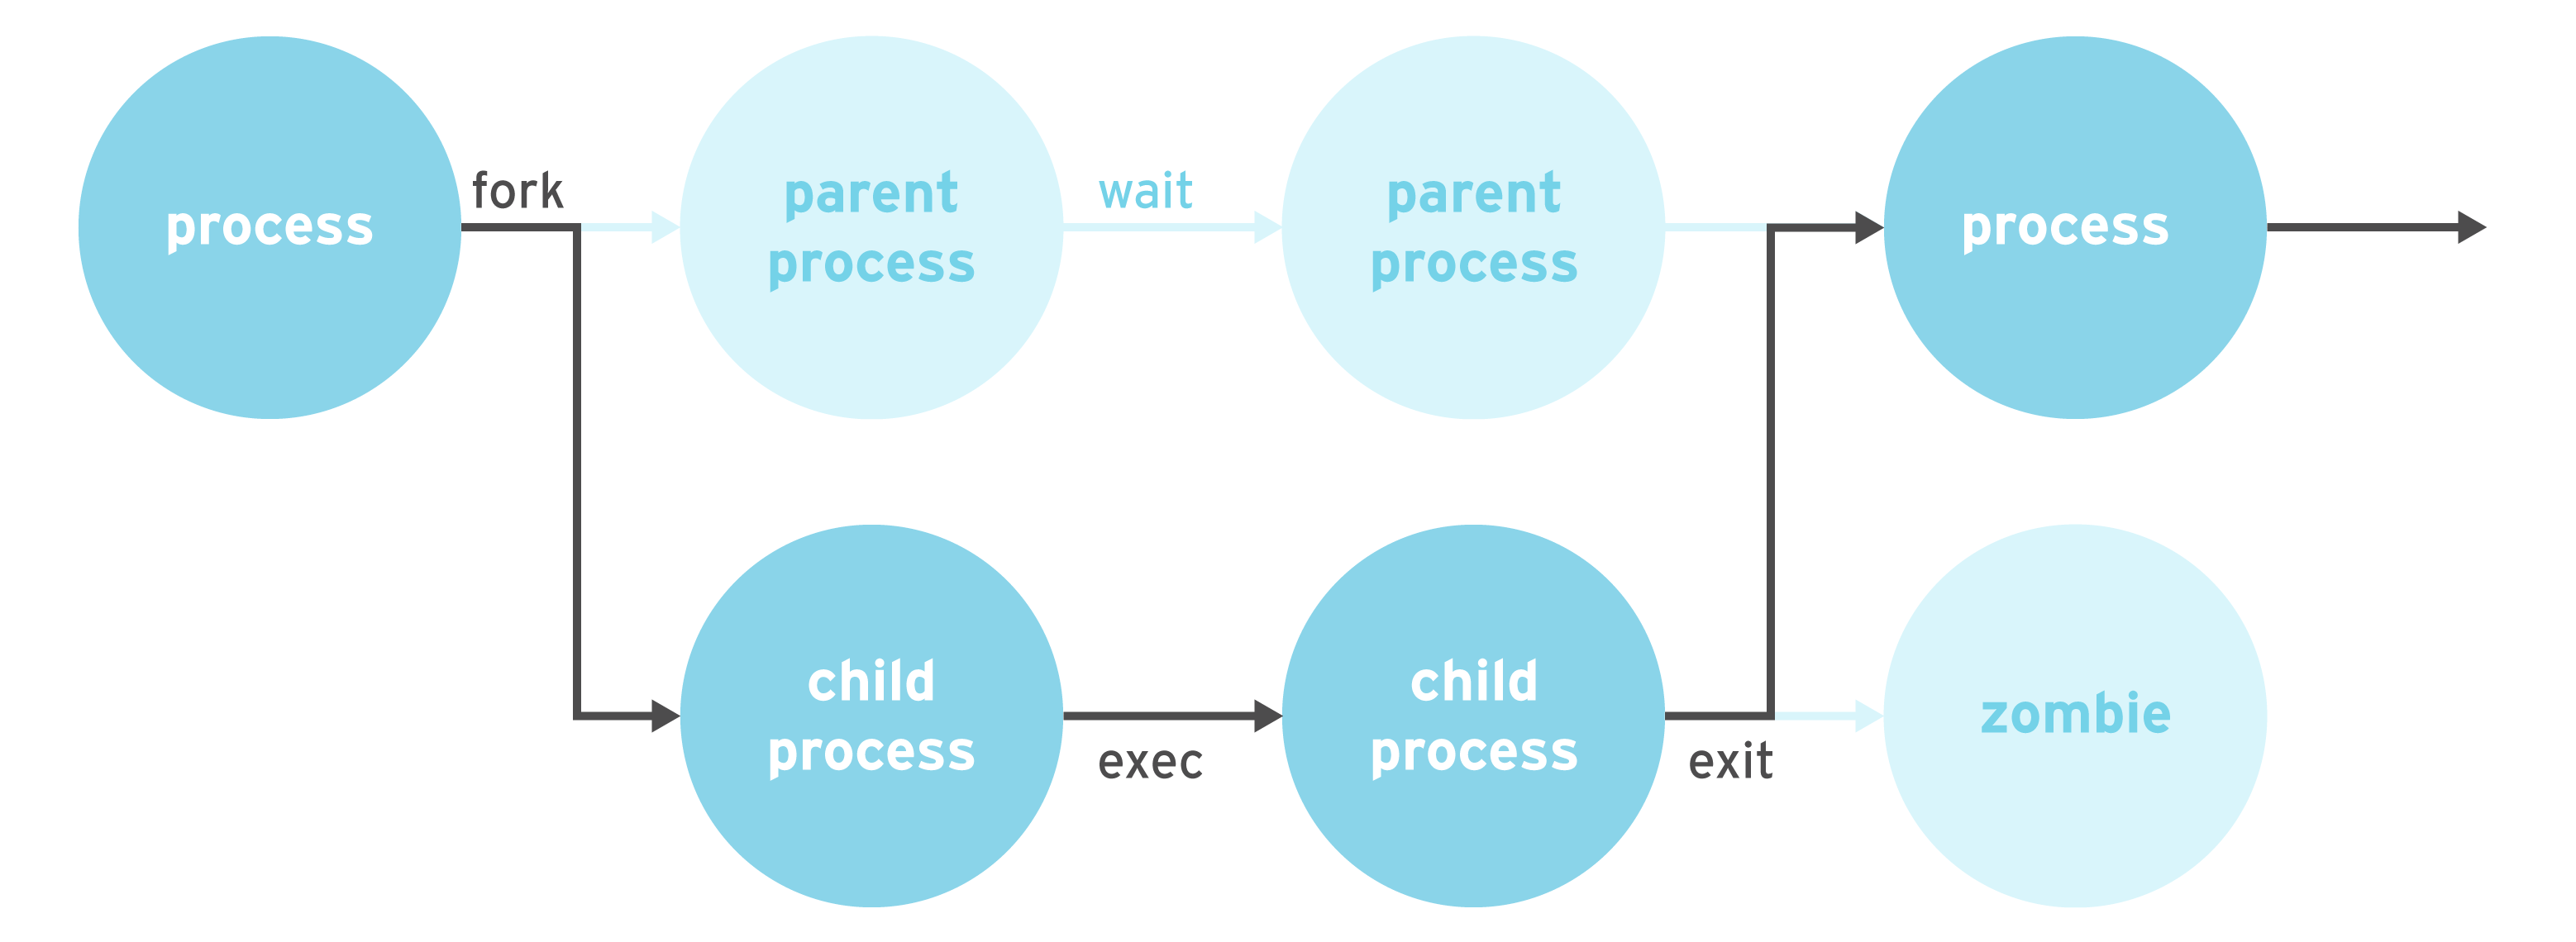 process
fork
parent
process
wait
parent
process
process
child
process
exec
child
process
exit
zombie